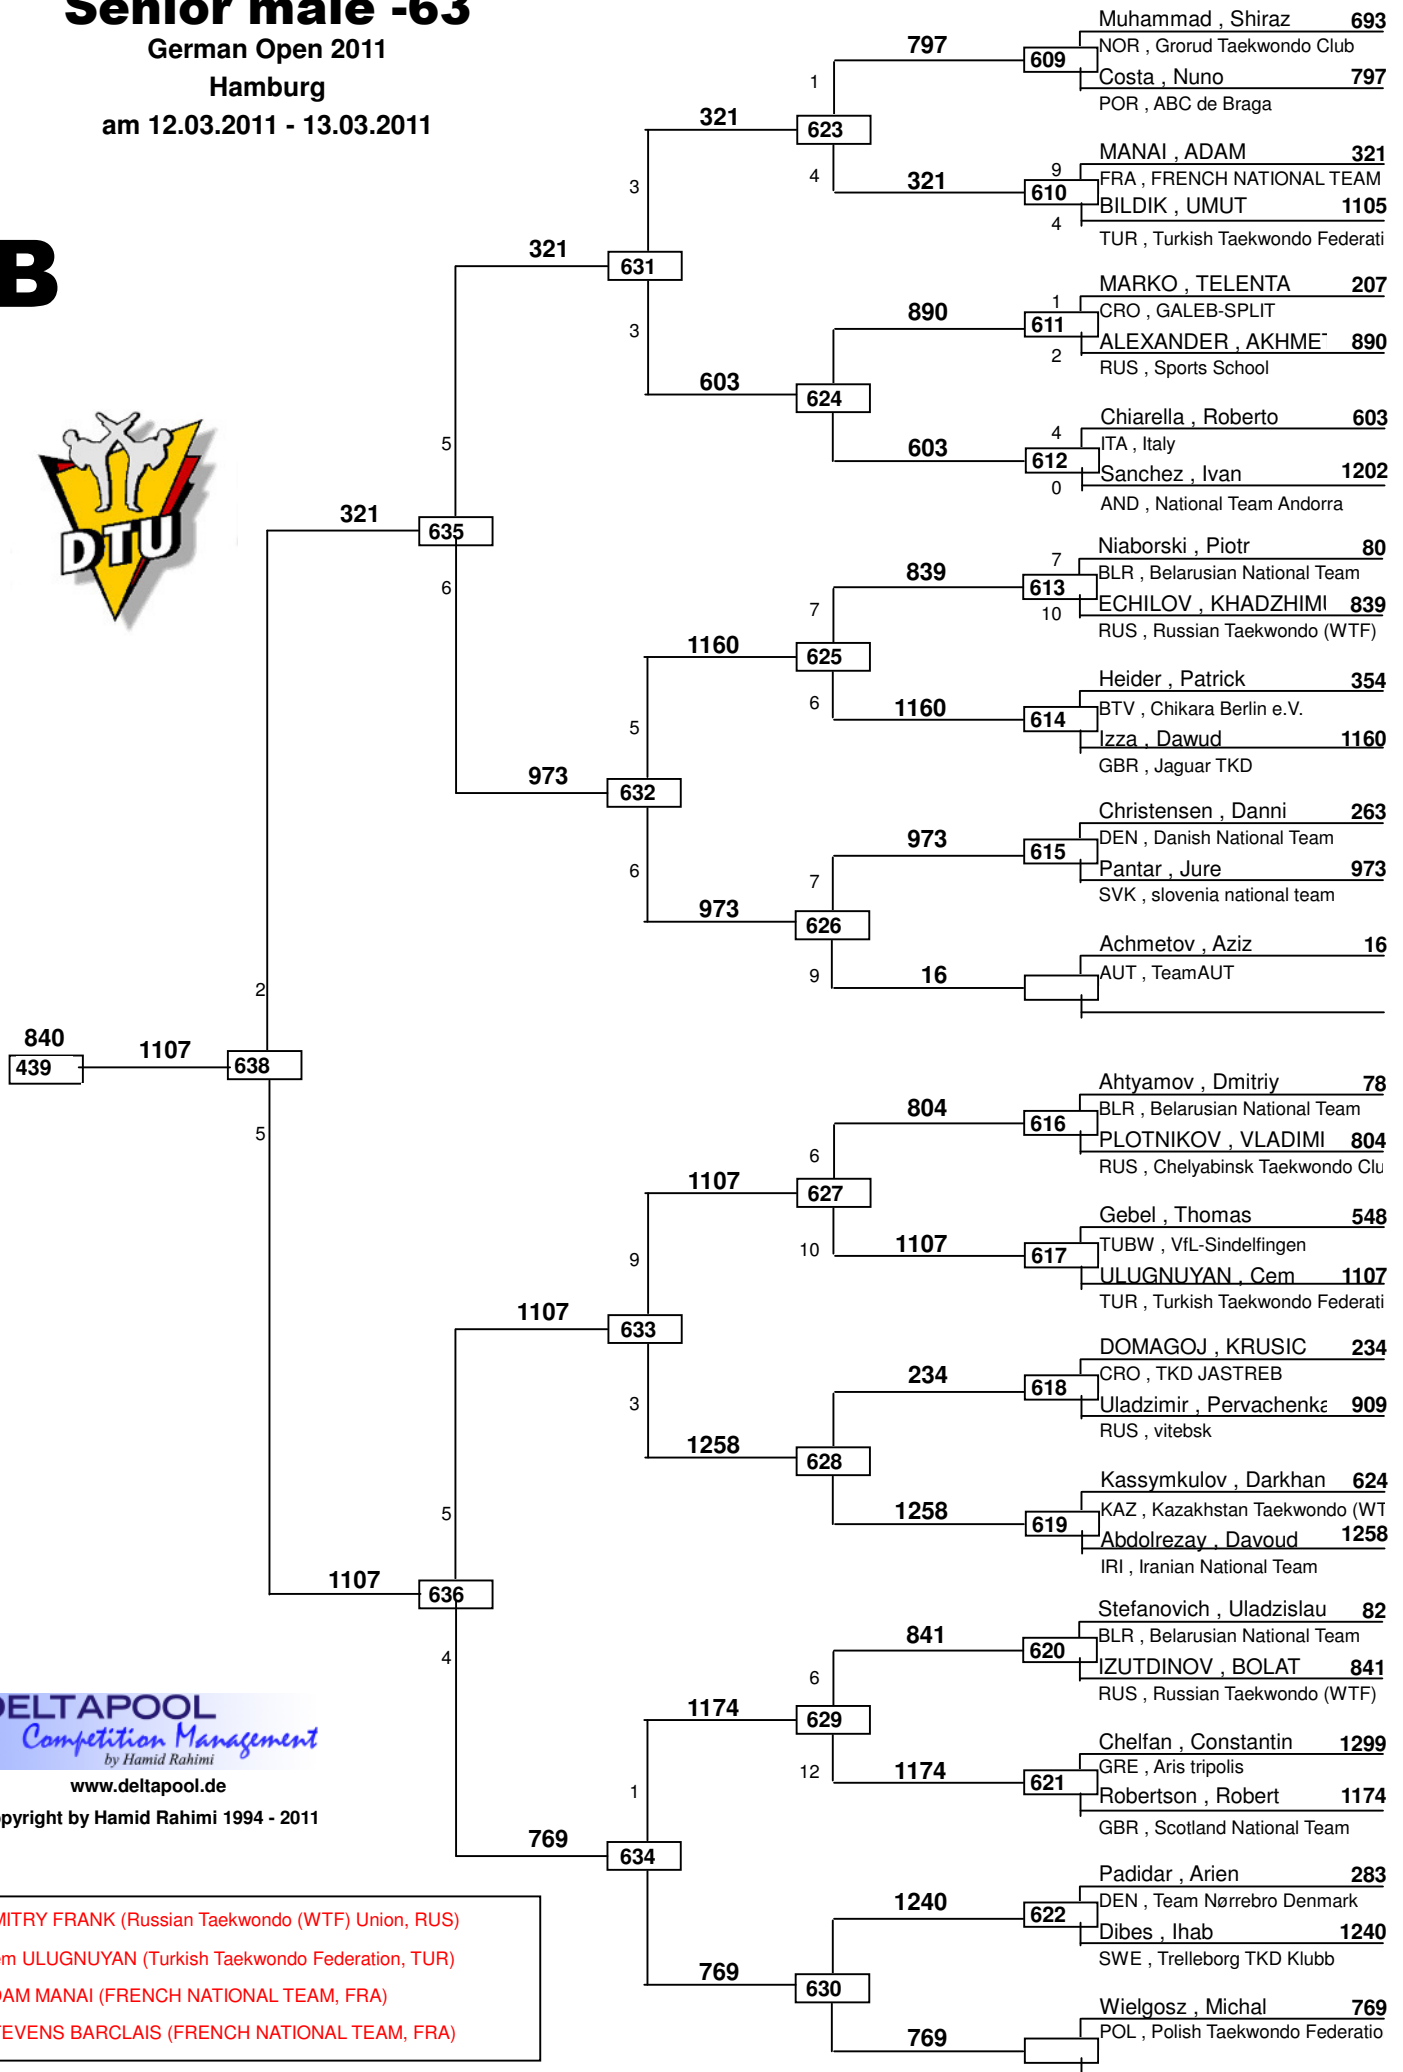 Senior male -63
German Open 2011
Hamburg
am 12.03.2011 - 13.03.2011
B
DTU
Muhammad , Shiraz 693
NOR , Grorud Taekwondo Club
797 609
Costa , Nuno 797
POR , ABC de Braga
1
321 623
4
MANAI , ADAM 321
9
FRA , FRENCH NATIONAL TEAM
321 610
BILDIK , UMUT 1105
4
TUR , Turkish Taekwondo Federati
3
321 631
3
MARKO , TELENTA 207
1
CRO , GALEB-SPLIT
890 611
ALEXANDER , AKHME 890
2
RUS , Sports School
603 624
Chiarella , Roberto 603
4
ITA , Italy
603 612
Sanchez , Ivan 1202
0
AND , National Team Andorra
5
321 635
6
Niaborski , Piotr 80
7
BLR , Belarusian National Team
839 613
ECHILOV , KHADZHIM 839
10
RUS , Russian Taekwondo (WTF)
7
1160 625
6
Heider , Patrick 354
BTV , Chikara Berlin e.V.
1160 614
Izza , Dawud 1160
GBR , Jaguar TKD
5
973 632
6
Christensen , Danni 263
DEN , Danish National Team
973 615
Pantar , Jure 973
SVK , slovenia national team
7
973 626
9
Achmetov , Aziz 16
AUT , TeamAUT
16
2
840
439 1107 638
5
Ahtyamov , Dmitriy 78
BLR , Belarusian National Team
804 616
PLOTNIKOV , VLADIMI 804
RUS , Chelyabinsk Taekwondo Clu
6
1107 627
10
Gebel , Thomas 548
TUBW , VfL-Sindelfingen
1107 617
ULUGNUYAN , Cem 1107
TUR , Turkish Taekwondo Federati
9
1107 633
3
DOMAGOJ , KRUSIC 234
CRO , TKD JASTREB
234 618
Uladzimir , Pervachenka 909
RUS , vitebsk
1258 628
Kassymkulov , Darkhan 624
KAZ , Kazakhstan Taekwondo (WT
1258 619
Abdolrezay , Davoud 1258
IRI , Iranian National Team
5
1107 636
4
Stefanovich , Uladzislau 82
BLR , Belarusian National Team
841 620
IZUTDINOV , BOLAT 841
RUS , Russian Taekwondo (WTF)
6
1174 629
12
Chelfan , Constantin 1299
GRE , Aris tripolis
1174 621
Robertson , Robert 1174
GBR , Scotland National Team
1
769 634
Padidar , Arien 283
DEN , Team Nørrebro Denmark
1240 622
Dibes , Ihab 1240
SWE , Trelleborg TKD Klubb
769 630
Wielgosz , Michal 769
POL , Polish Taekwondo Federatio
769
DELTAPOOL
Competition Management
by Hamid Rahimi
www.deltapool.de
opyright by Hamid Rahimi 1994 - 2011
MITRY FRANK (Russian Taekwondo (WTF) Union, RUS)
em ULUGNUYAN (Turkish Taekwondo Federation, TUR)
DAM MANAI (FRENCH NATIONAL TEAM, FRA)
TEVENS BARCLAIS (FRENCH NATIONAL TEAM, FRA)